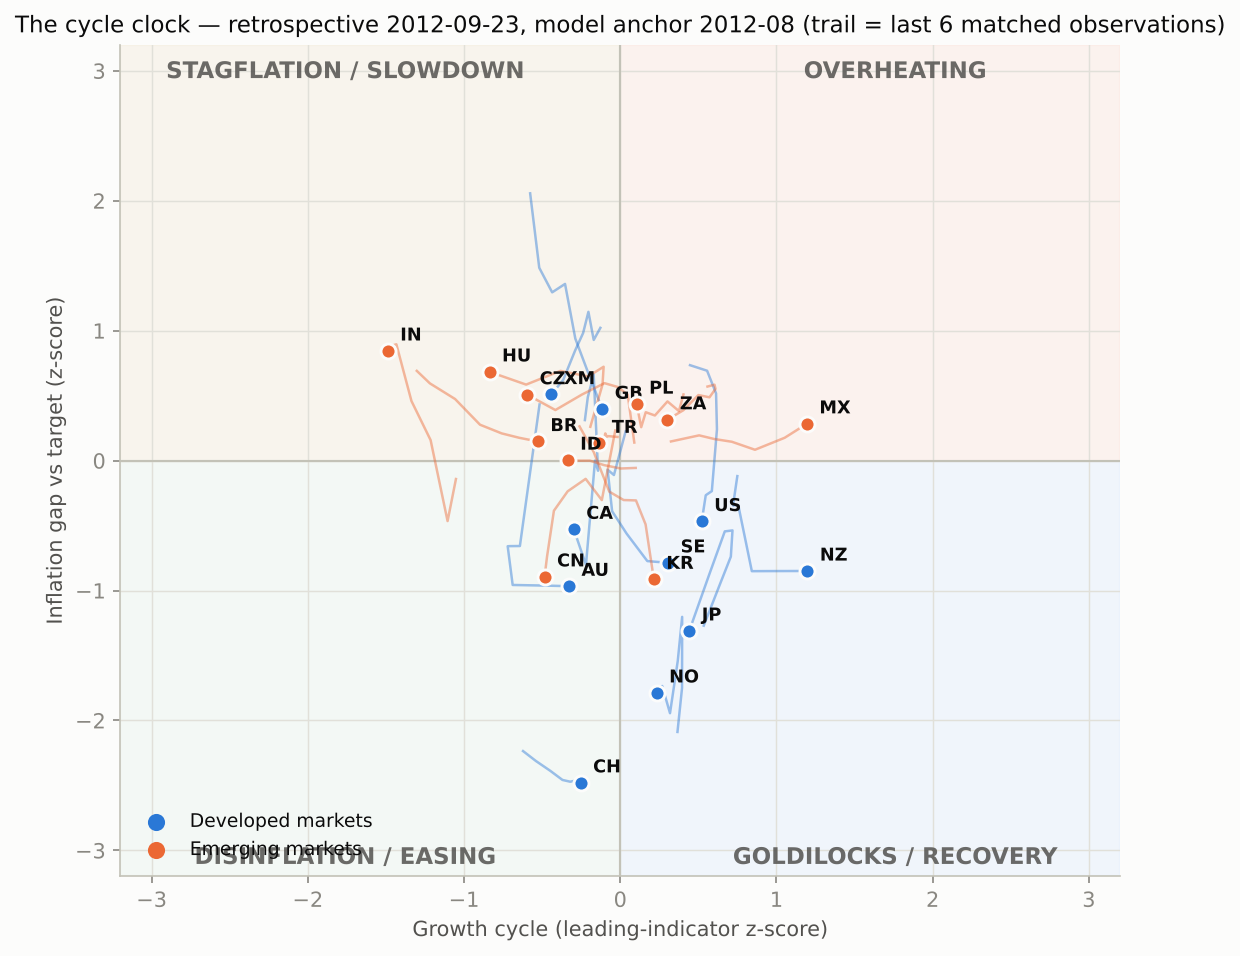 The cycle clock — retrospective 2012-09-23, model anchor 2012-08 (trail = last 6 matched observations)
STAGFLATION / SLOWDOWN
OVERHEATING
3
2
1
0
−1
−2
−3
Inflation gap vs target (z-score)
IN
HU
CZ
XM
GB
PL
ZA
MX
BR
TR
ID
CA
US
CN
AU
SE
KR
NZ
JP
NO
CH
Developed markets
Emerging markets
DISINFLATION / EASING
GOLDILOCKS / RECOVERY
−3
−2
−1
0
1
2
3
Growth cycle (leading-indicator z-score)